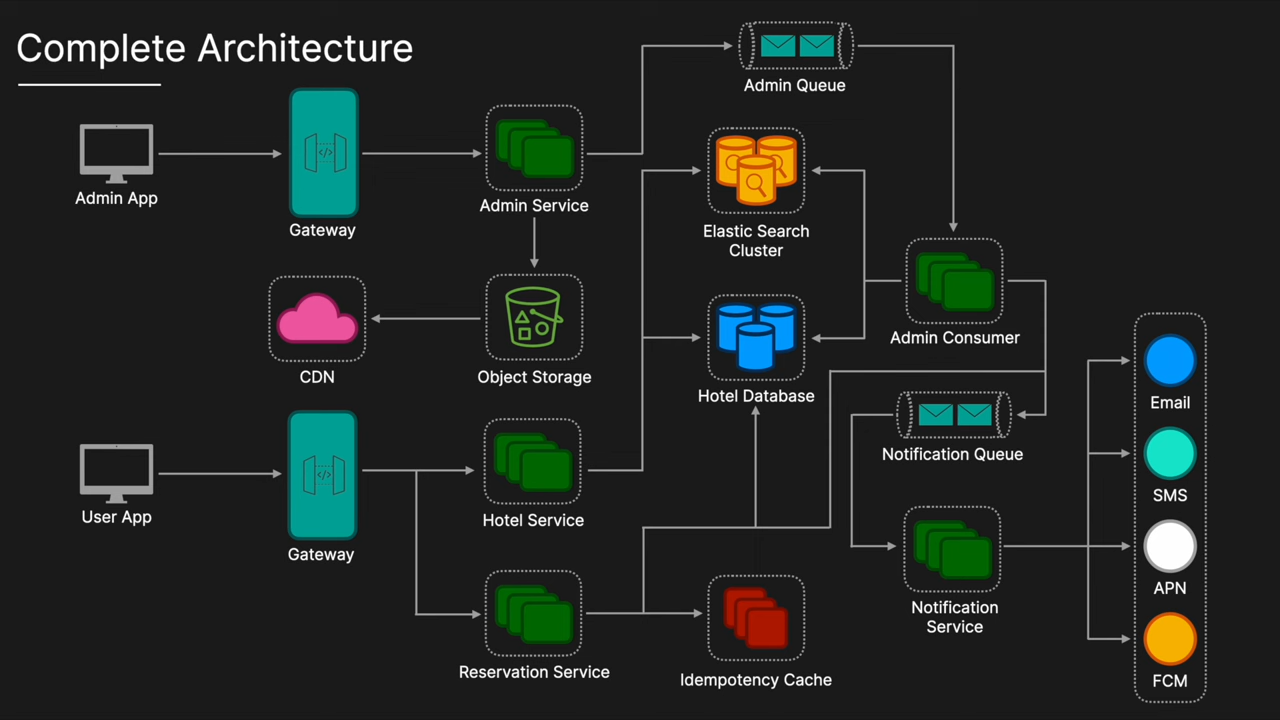 Complete Architecture
Admin Queue
Admin App
</>
Gateway
Admin Service
Elastic Search
Cluster
Admin Consumer
CDN
Object Storage
Hotel Database
Email
Notification Queue
SMS
User App
</>
Gateway
Hotel Service
APN
Notification
Service
Reservation Service
Idempotency Cache
FCM